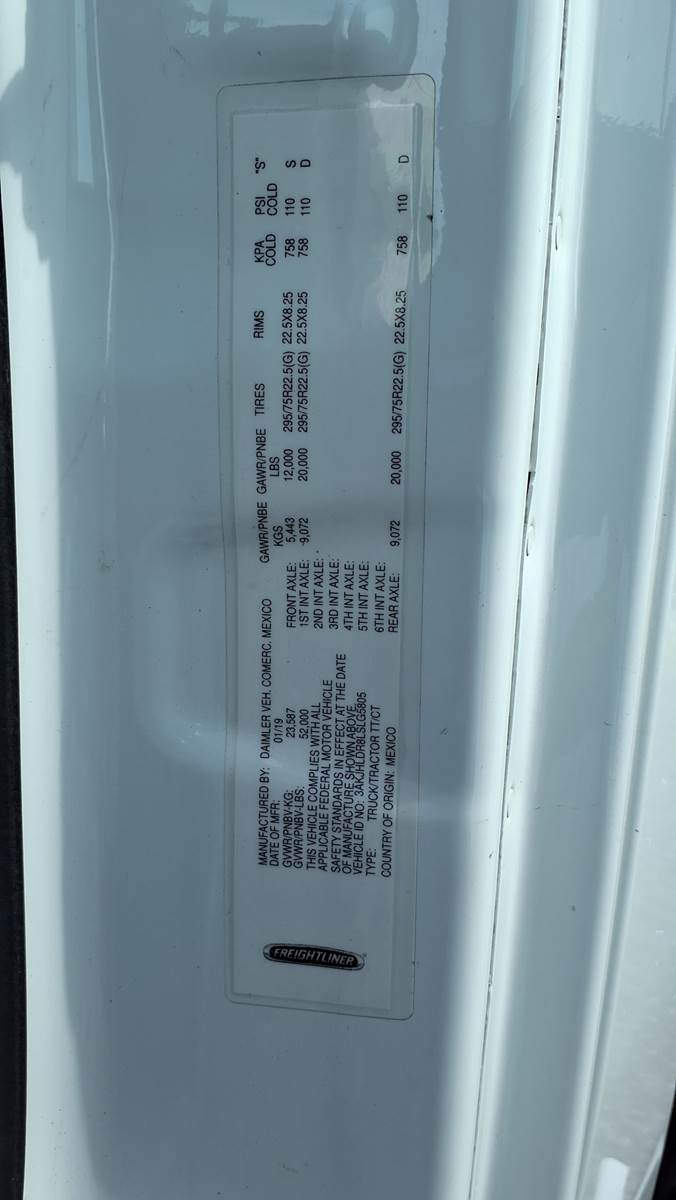 FREIGHTLINER
MANUFACTURED BY: DAIMLER VEH. COMERC. MEXICO
DATE OF MFR: 01/19
GVWR/PNBV-KG: 23,587
GVWR/PNBV-LBS: 52,000
THIS VEHICLE COMPLIES WITH ALL
APPLICABLE FEDERAL MOTOR VEHICLE
SAFETY STANDARDS IN EFFECT AT THE DATE
OF MANUFACTURE SHOWN ABOVE.
VEHICLE ID NO: 3AKJHLDR8LSLG5805
TYPE: TRUCK/TRACTOR TT/CT
COUNTRY OF ORIGIN: MEXICO
GAWR/PNBE GAWR/PNBE TIRES RIMS KPA PSI "S"
KGS LBS COLD COLD
FRONT AXLE: 5,443 12,000 295/75R22.5(G) 22.5X8.25 758 110 S
1ST INT AXLE: 9,072 20,000 295/75R22.5(G) 22.5X8.25 758 110 D
2ND INT AXLE:
3RD INT AXLE:
4TH INT AXLE:
5TH INT AXLE:
6TH INT AXLE:
REAR AXLE: 9,072 20,000 295/75R22.5(G) 22.5X8.25 758 110 D